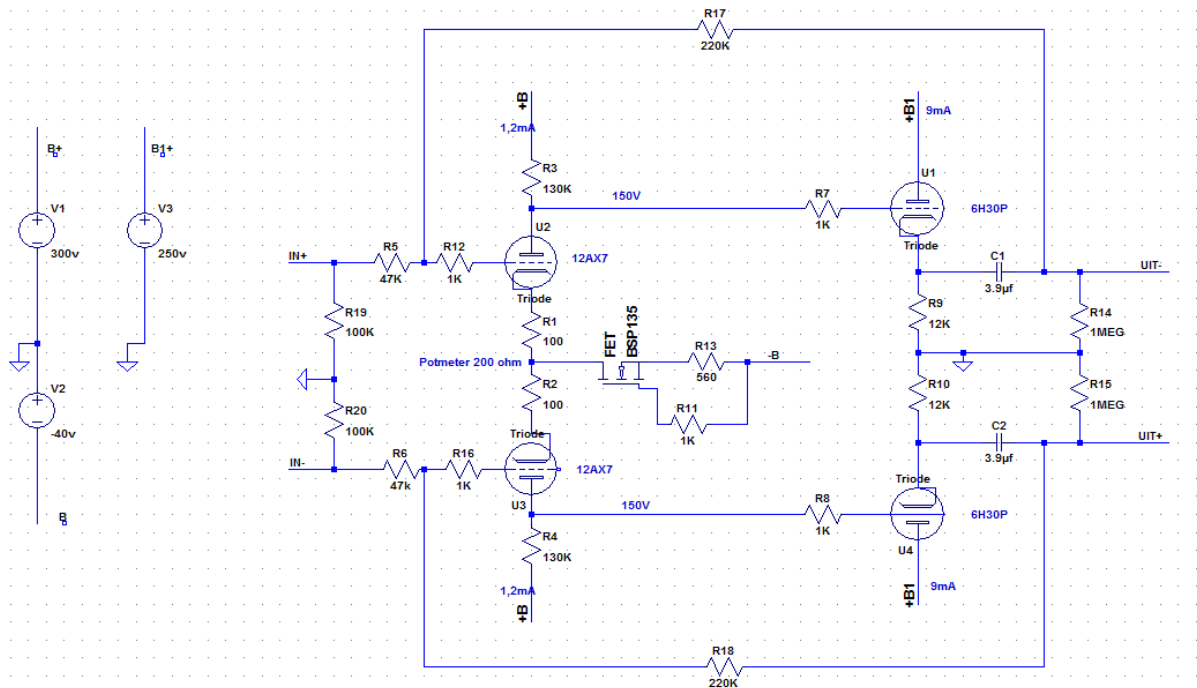 R17
220K
+B
1,2mA
+B1
9mA
B+
B1+
R3
130K
U1
V1
V3
150V
R7
1K
6H30P
300v
250v
U2
Triode
IN+
R5
47K
R12
1K
12AX7
C1
3.9µf
UIT-
Triode
R19
100K
R1
100
FET
BSP135
R9
12K
R14
1MEG
Potmeter 200 ohm
R13
560
-B
V2
-40v
R20
100K
R2
100
R11
1K
R10
12K
R15
1MEG
Triode
C2
3.9µf
UIT+
IN-
R6
47k
R16
1K
12AX7
Triode
U3
150V
R8
1K
6H30P
B
R4
130K
U4
1,2mA
+B
9mA
+B1
R18
220K